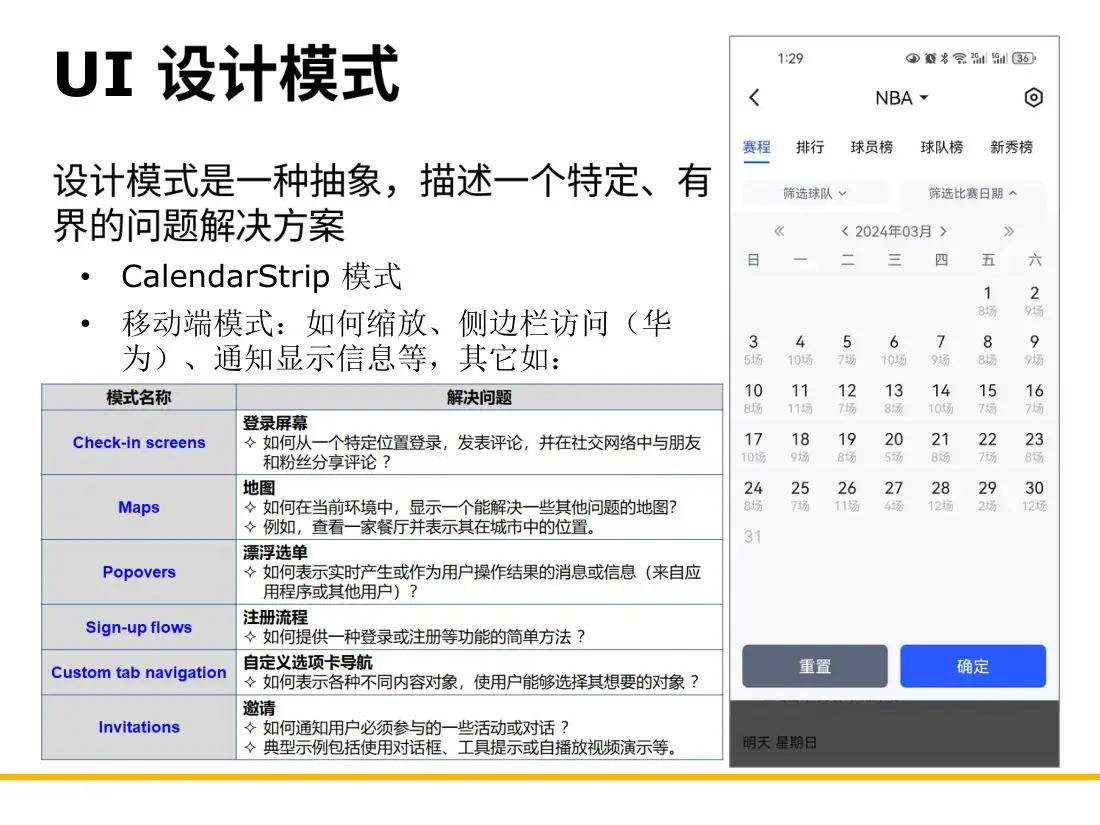 UI 设计模式
设计模式是一种抽象，描述一个特定、有
界的问题解决方案
• CalendarStrip 模式
• 移动端模式：如何缩放、侧边栏访问（华
为）、通知显示信息等，其它如：
模式名称 解决问题
Check-in screens
登录屏幕
✧ 如何从一个特定位置登录，发表评论，并在社交网络中与朋友
和粉丝分享评论 ？
Maps
地图
✧ 如何在当前环境中，显示一个能解决一些其他问题的地图？
✧ 例如，查看一家餐厅并表示其在城市中的位置。
Popovers
漂浮选单
✧ 如何表示实时产生或作为用户操作结果的消息或信息（来自应
用程序或其他用户）？
Sign-up flows
注册流程
✧ 如何提供一种登录或注册等功能的简单方法 ？
Custom tab navigation
自定义选项卡导航
✧ 如何表示各种不同内容对象，使用户能够选择其想要的对象 ？
Invitations
邀请
✧ 如何通知用户必须参与的一些活动或对话 ？
✧ 典型示例包括使用对话框、工具提示或自播放视频演示等。
1:29 2G 5G 36
NBA
赛程 排行 球员榜 球队榜 新秀榜
筛选球队 筛选比赛日期
« < 2024年03月 > »
日 一 二 三 四 五 六
1 2
8场 9场
3 4 5 6 7 8 9
5场 10场 7场 10场 9场 8场 9场
10 11 12 13 14 15 16
8场 11场 7场 8场 10场 7场 7场
17 18 19 20 21 22 23
10场 9场 8场 5场 8场 7场 8场
24 25 26 27 28 29 30
8场 7场 11场 4场 12场 2场 12场
31
重置 确定
明天 星期日